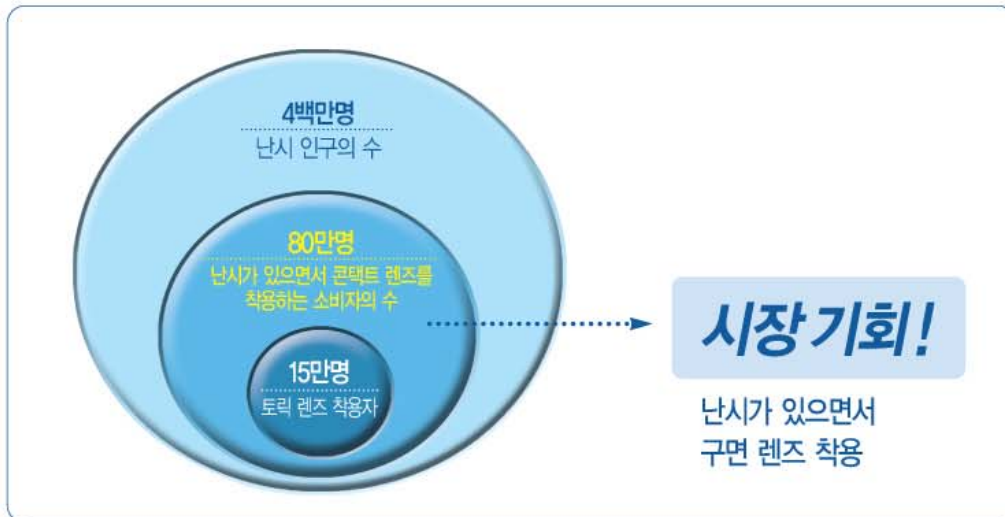 4백만명
난시 인구의 수
80만명
난시가 있으면서 콘택트 렌즈를
착용하는 소비자의 수
15만명
토릭 렌즈 착용자
시장 기회!
난시가 있으면서
구면 렌즈 착용